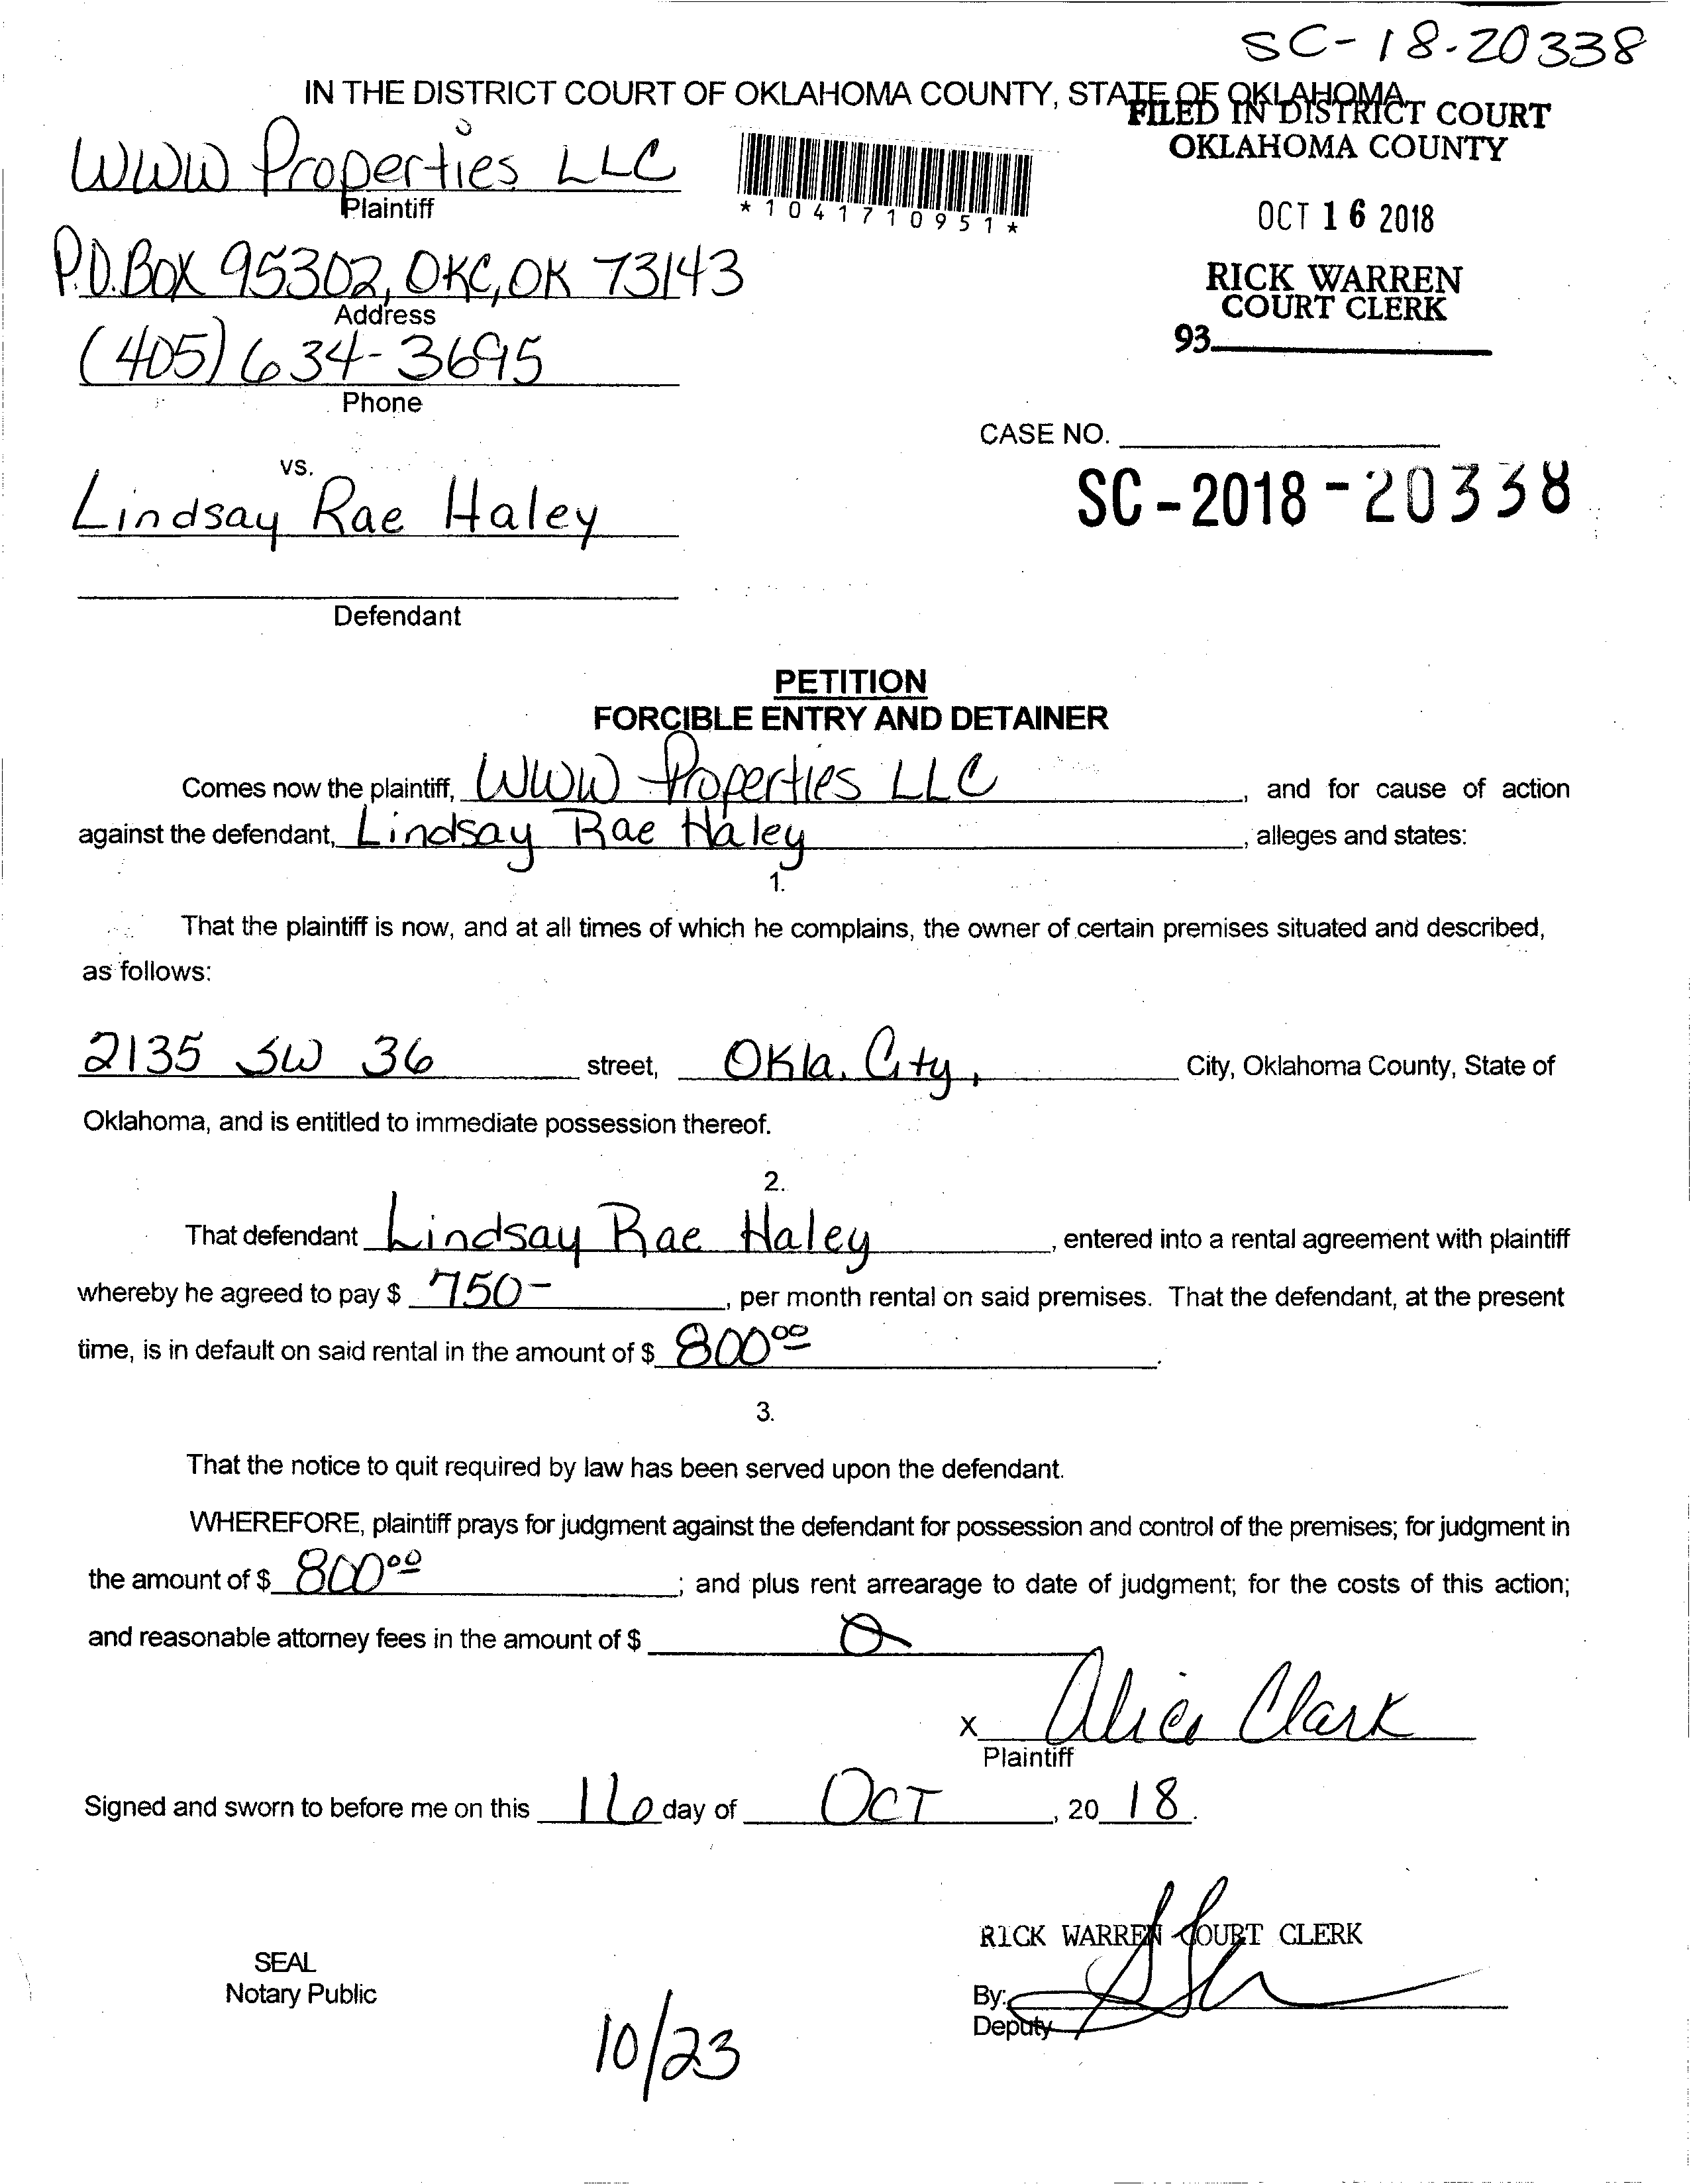 SC-18-20338
IN THE DISTRICT COURT OF OKLAHOMA COUNTY, STATE OF OKLAHOMA
FILED IN DISTRICT COURT
OKLAHOMA COUNTY
WWW Properties LLC
Plaintiff
*1041710951*
OCT 16 2018
P.O. Box 95302, OKC, OK 73143
Address
RICK WARREN
COURT CLERK
93
(405) 634-3695
Phone
CASE NO.
vs.
SC-2018-20338
Lindsay Rae Haley
Defendant
PETITION
FORCIBLE ENTRY AND DETAINER
Comes now the plaintiff, WWW Properties LLC, and for cause of action
against the defendant, Lindsay Rae Haley, alleges and states:
1.
That the plaintiff is now, and at all times of which he complains, the owner of certain premises situated and described,
as follows:
2135 SW 36 street, Okla. City, City, Oklahoma County, State of
Oklahoma, and is entitled to immediate possession thereof.
2.
That defendant Lindsay Rae Haley, entered into a rental agreement with plaintiff
whereby he agreed to pay $ 750-, per month rental on said premises. That the defendant, at the present
time, is in default on said rental in the amount of $ 800 00.
3.
That the notice to quit required by law has been served upon the defendant.
WHEREFORE, plaintiff prays for judgment against the defendant for possession and control of the premises; for judgment in
the amount of $ 800 00; and plus rent arrearage to date of judgment; for the costs of this action;
and reasonable attorney fees in the amount of $ 0
x Alice Clark
Plaintiff
Signed and sworn to before me on this 16 day of OCT, 20 18.
RICK WARREN COURT CLERK
SEAL
Notary Public
By:
Deputy
10/23